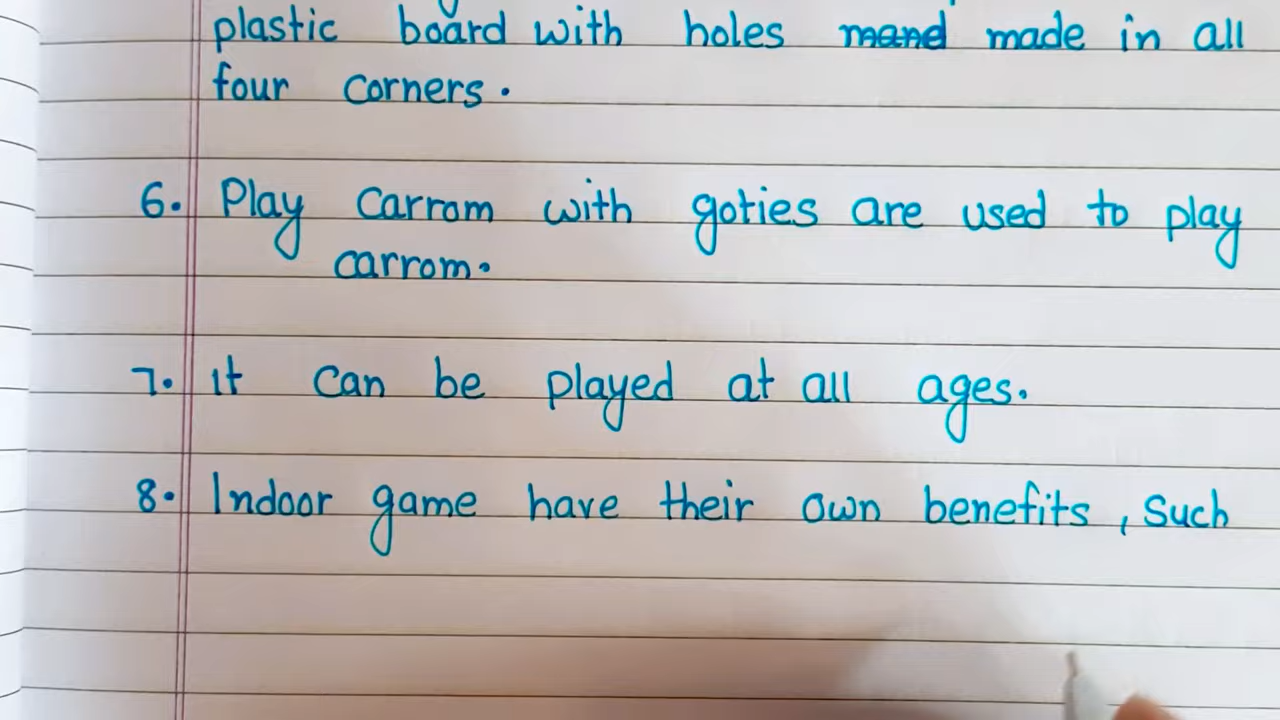 plastic board with holes mand made in all
four corners.
6. Play carrom with goties are used to play
carrom.
7. it can be played at all ages.
8. Indoor game have their own benefits, Such